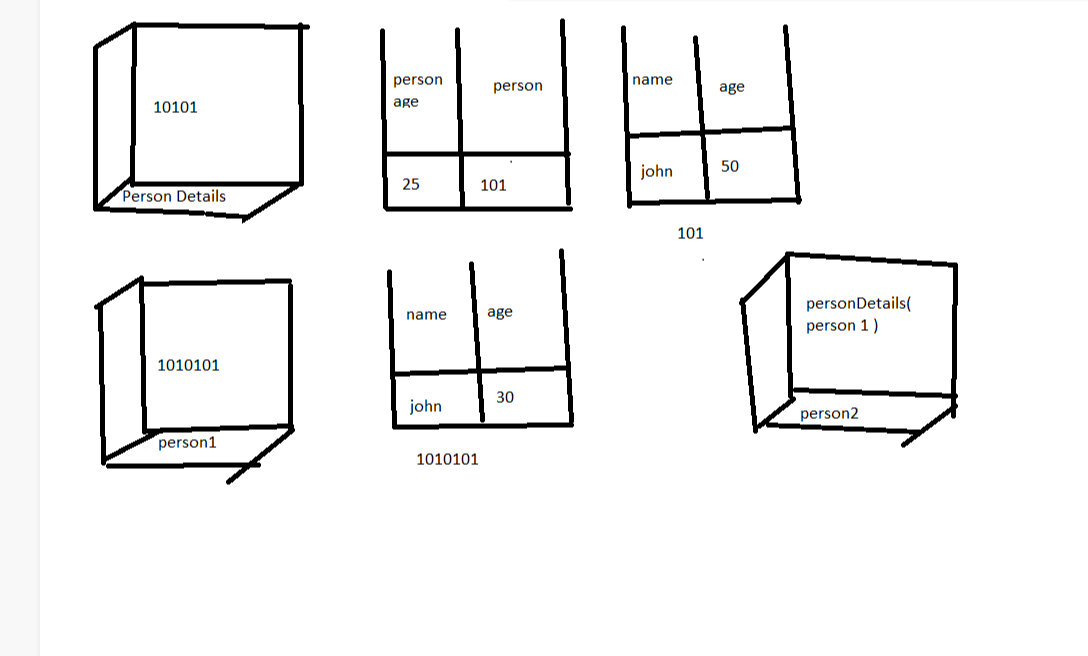 10101
Person Details
person
age
person
25
101
name
age
john
50
101
1010101
person1
name
age
john
30
1010101
personDetails(
person 1 )
person2